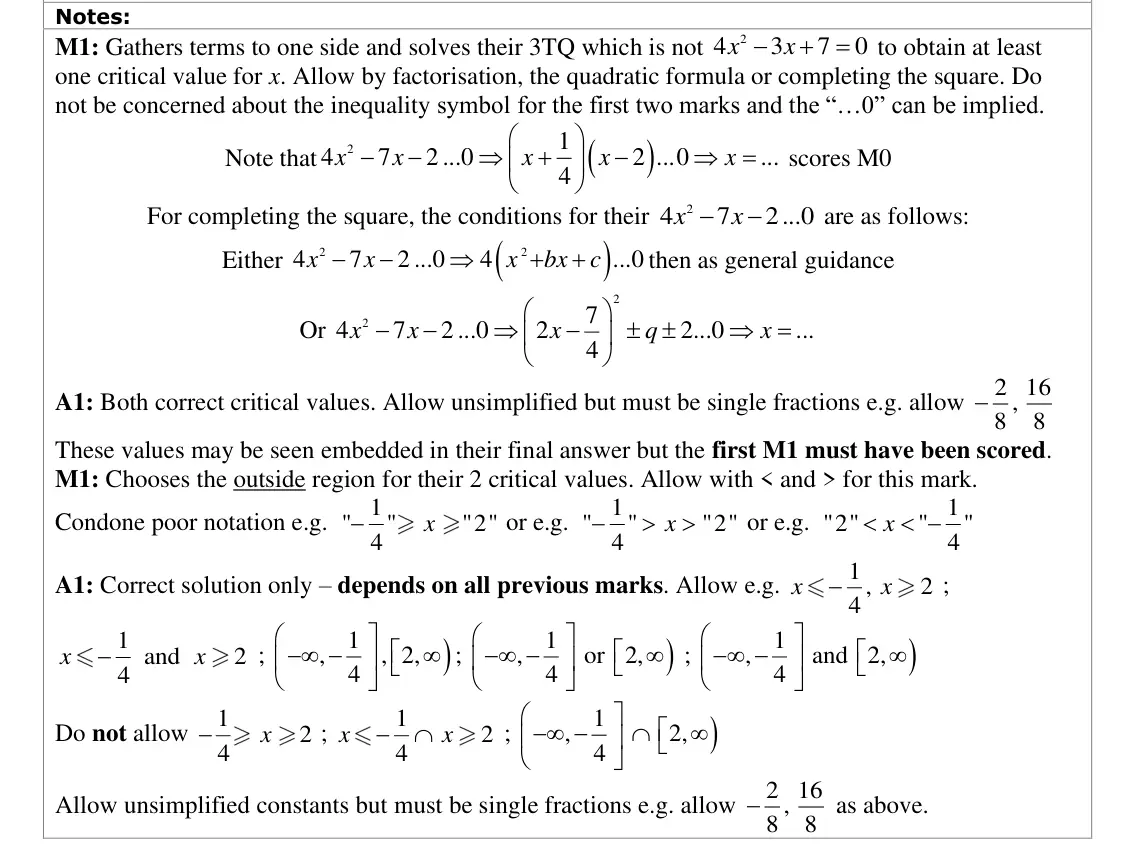 Notes:
M1: Gathers terms to one side and solves their 3TQ which is not 4x² − 3x + 7 = 0 to obtain at least
one critical value for x. Allow by factorisation, the quadratic formula or completing the square. Do
not be concerned about the inequality symbol for the first two marks and the “…0” can be implied.
Note that 4x² − 7x − 2 ...0 ⇒ (x + 1/4)(x − 2)...0 ⇒ x = ... scores M0
For completing the square, the conditions for their 4x² − 7x − 2 ...0 are as follows:
Either 4x² − 7x − 2 ...0 ⇒ 4(x² + bx + c)...0 then as general guidance
Or 4x² − 7x − 2 ...0 ⇒ (2x − 7/4)² ± q ± 2...0 ⇒ x = ...
A1: Both correct critical values. Allow unsimplified but must be single fractions e.g. allow −2/8, 16/8
These values may be seen embedded in their final answer but the first M1 must have been scored.
M1: Chooses the outside region for their 2 critical values. Allow with < and > for this mark.
Condone poor notation e.g. "−1/4" ⩾ x ⩾ "2" or e.g. "−1/4" > x > "2" or e.g. "2" < x < "−1/4"
A1: Correct solution only – depends on all previous marks. Allow e.g. x ⩽ −1/4, x ⩾ 2 ;
x ⩽ −1/4 and x ⩾ 2 ; (−∞, −1/4], [2, ∞) ; (−∞, −1/4] or [2, ∞) ; (−∞, −1/4] and [2, ∞)
Do not allow −1/4 ⩾ x ⩾ 2 ; x ⩽ −1/4 ∩ x ⩾ 2 ; (−∞, −1/4] ∩ [2, ∞)
Allow unsimplified constants but must be single fractions e.g. allow −2/8, 16/8 as above.